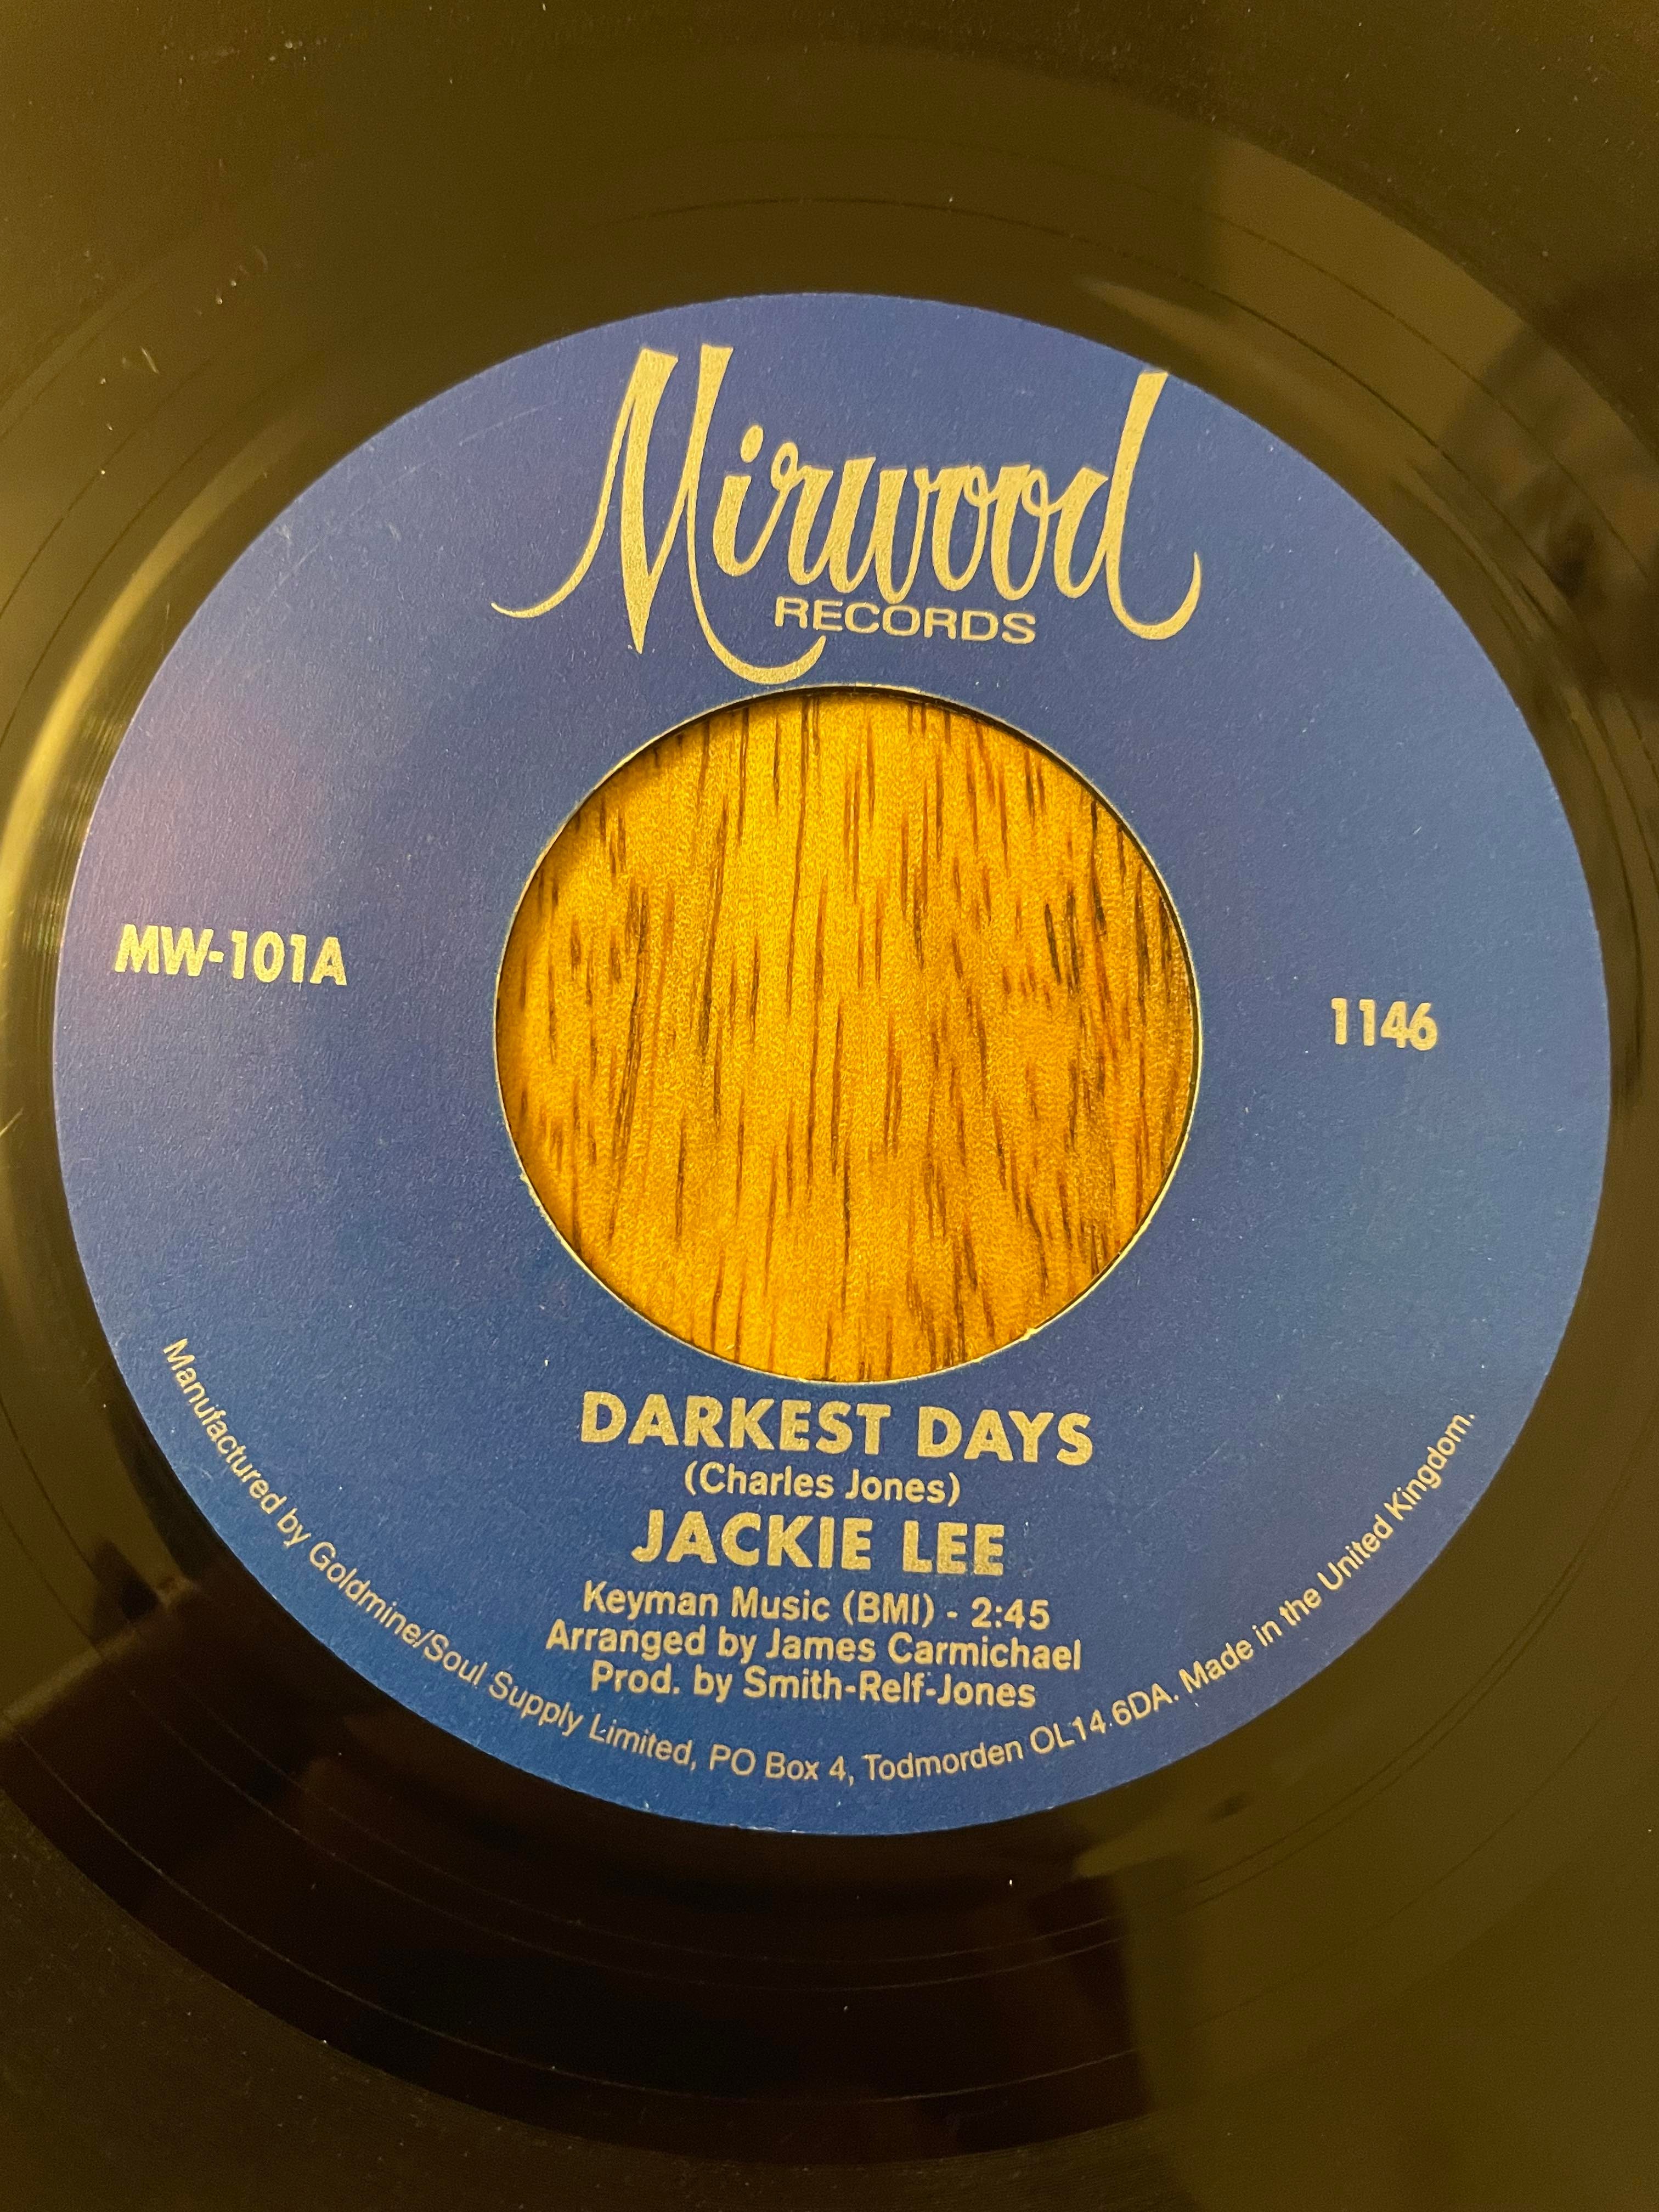 Mirwood
RECORDS
MW-101A
1146
DARKEST DAYS
(Charles Jones)
JACKIE LEE
Keyman Music (BMI) - 2:45
Arranged by James Carmichael
Prod. by Smith-Relf-Jones
Manufactured by Goldmine/Soul Supply Limited, PO Box 4, Todmorden OL14 6DA. Made in the United Kingdom.